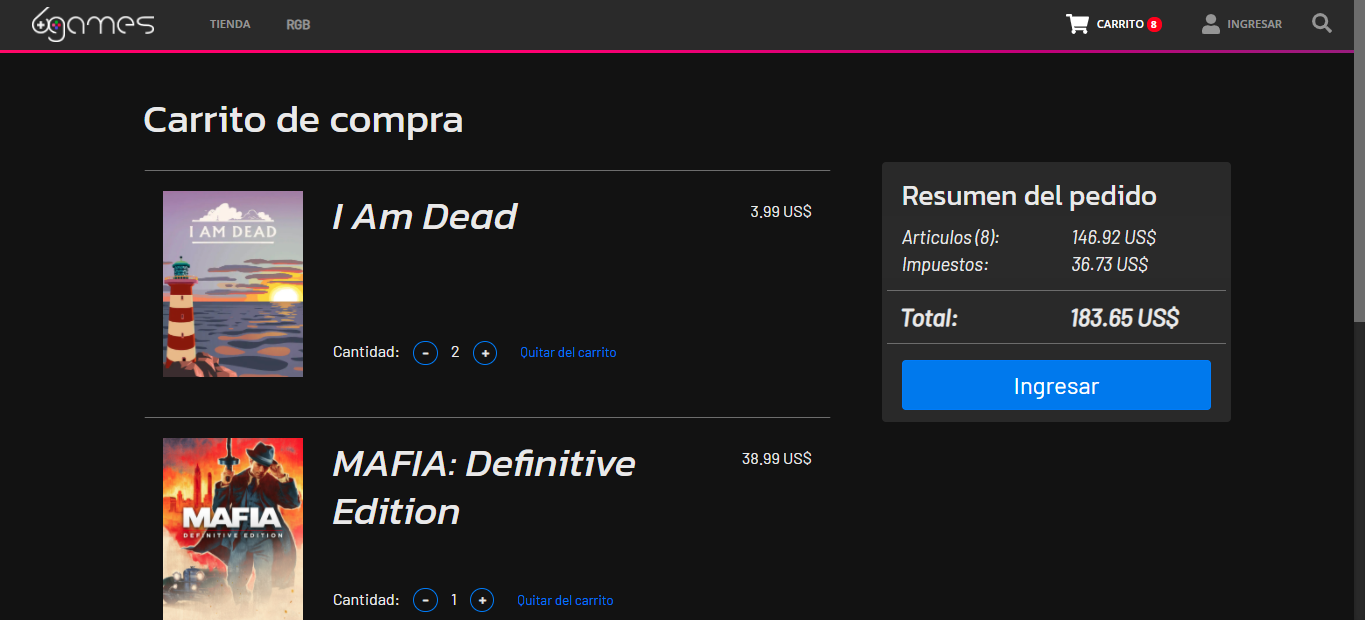 6games
TIENDA
RGB
CARRITO 8
INGRESAR
Carrito de compra
I AM DEAD
I Am Dead
3.99 US$
Cantidad: - 2 + Quitar del carrito
MAFIA
DEFINITIVE EDITION
MAFIA: Definitive
Edition
38.99 US$
Cantidad: - 1 + Quitar del carrito
Resumen del pedido
Articulos (8): 146.92 US$
Impuestos: 36.73 US$
Total: 183.65 US$
Ingresar